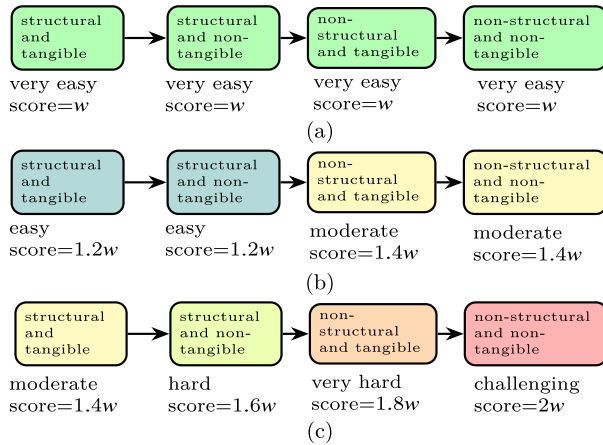 structural
and
tangible
structural
and non-
tangible
non-
structural
and tangible
non-structural
and non-
tangible
very easy
score=w
very easy
score=w
very easy
score=w
very easy
score=w
(a)
structural
and
tangible
structural
and non-
tangible
non-
structural
and tangible
non-structural
and non-
tangible
easy
score=1.2w
easy
score=1.2w
moderate
score=1.4w
moderate
score=1.4w
(b)
structural
and
tangible
structural
and non-
tangible
non-
structural
and tangible
non-structural
and non-
tangible
moderate
score=1.4w
hard
score=1.6w
very hard
score=1.8w
challenging
score=2w
(c)